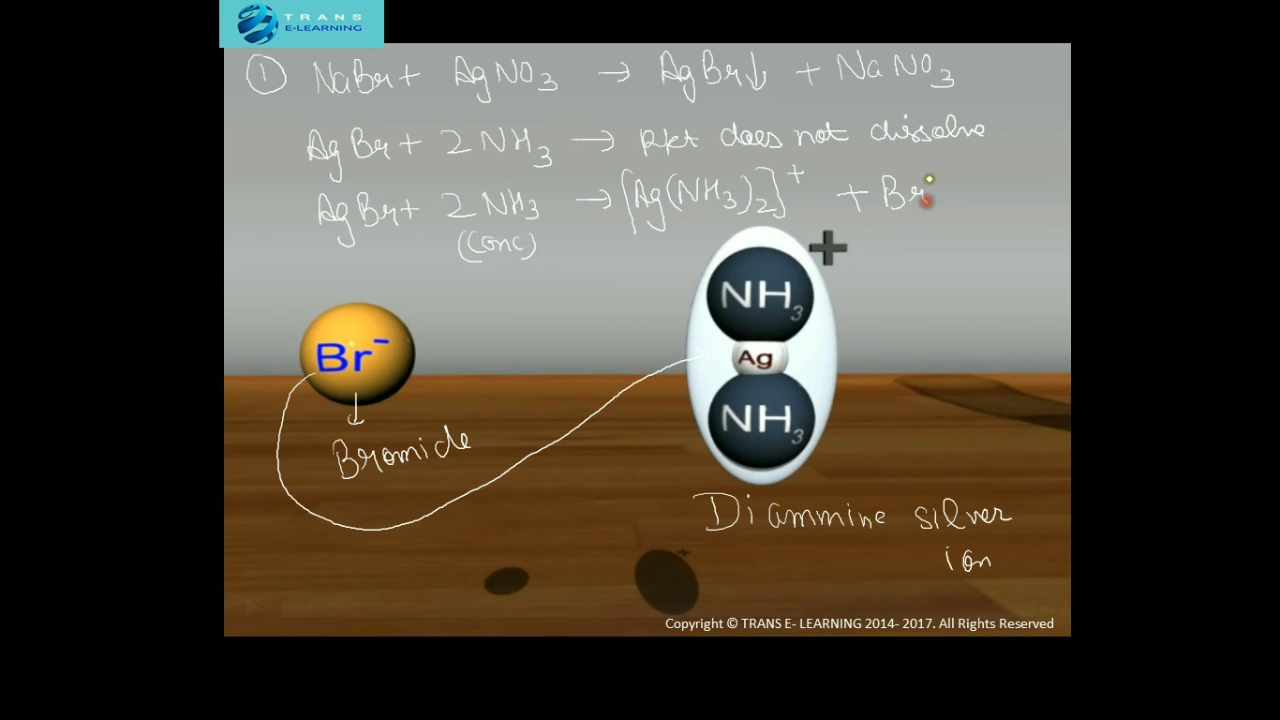 TRANS
E-LEARNING
① NaBr + AgNO3 → AgBr↓ + NaNO3
AgBr + 2NH3 → ppt does not dissolve
AgBr + 2NH3 → [Ag(NH3)2]+ + Br
(Conc)
NH3
Ag
NH3
+
Br-
Bromide
Diammine silver
ion
Copyright © TRANS E- LEARNING 2014- 2017. All Rights Reserved